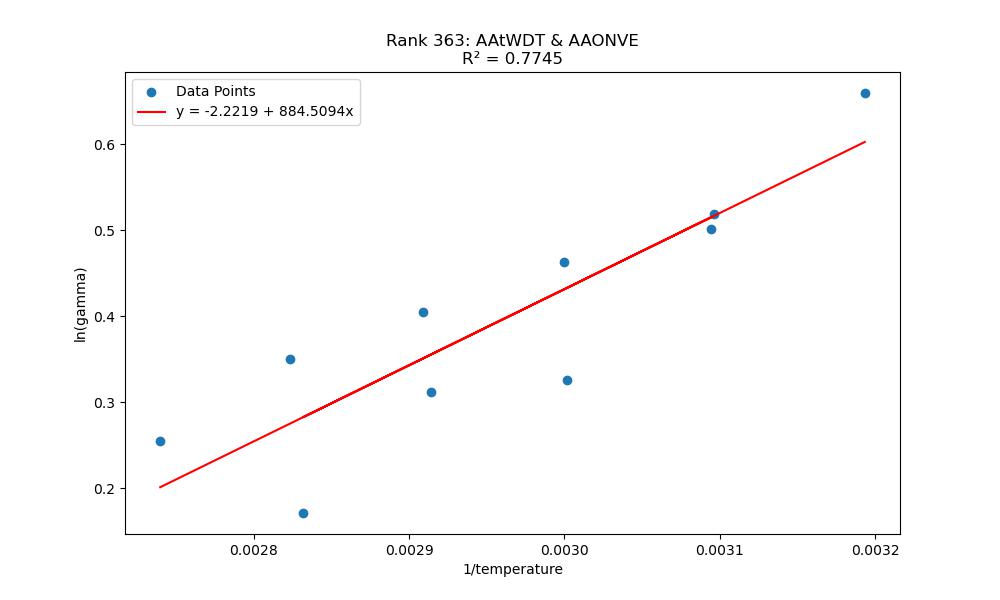 Rank 363: AAtWDT & AAONVE
R² = 0.7745
Data Points
y = -2.2219 + 884.5094x
ln(gamma)
0.6
0.5
0.4
0.3
0.2
0.0028 0.0029 0.0030 0.0031 0.0032
1/temperature